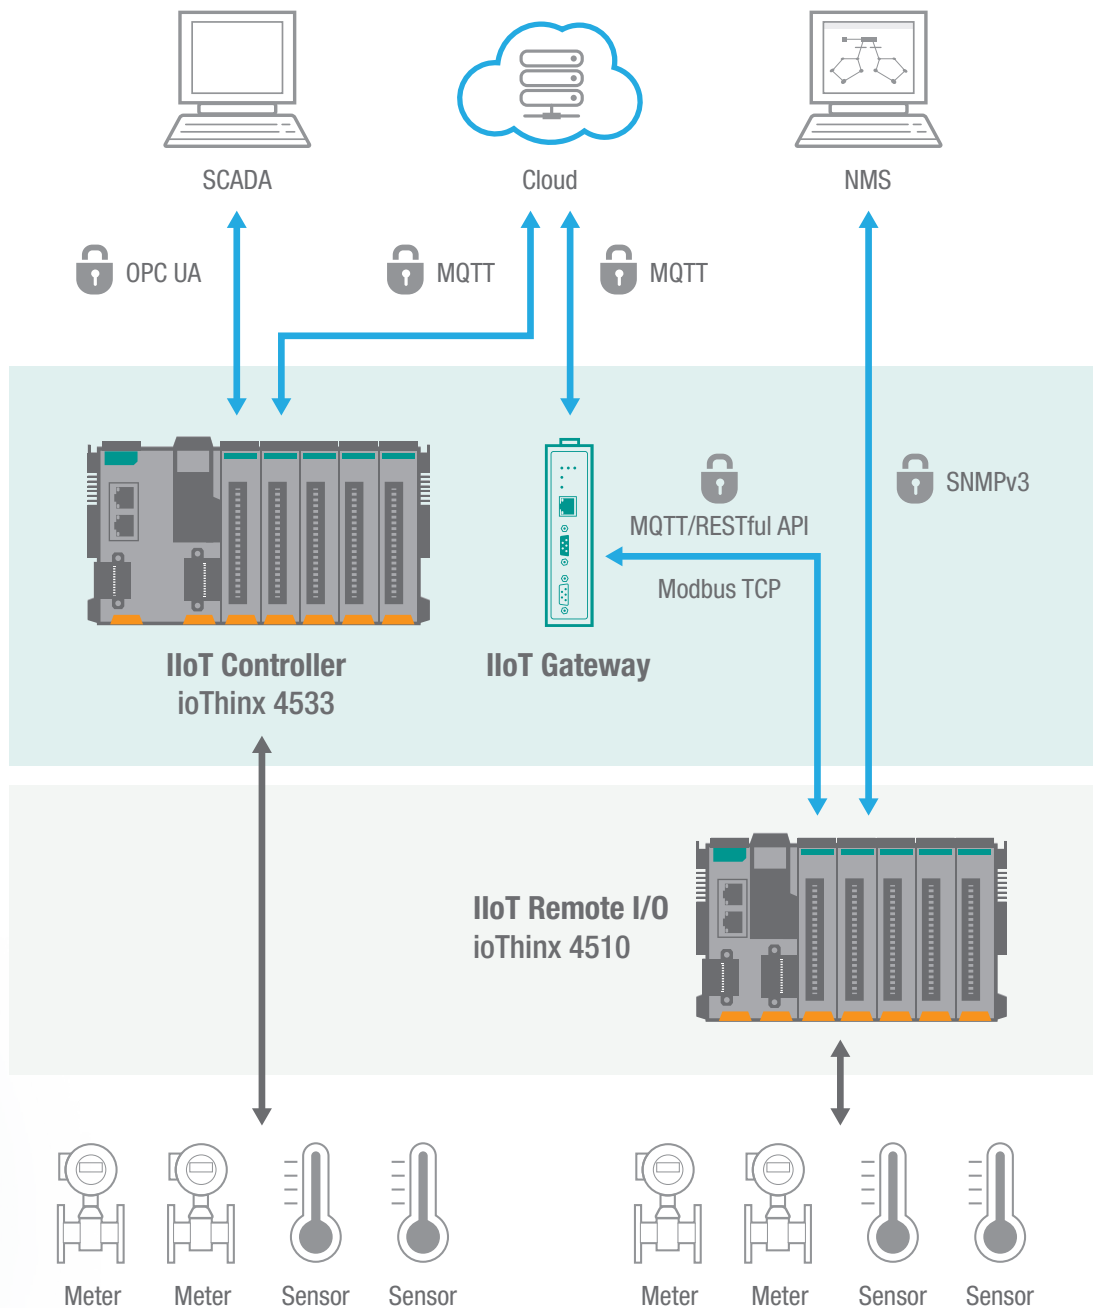 SCADA
Cloud
NMS
OPC UA
MQTT
MQTT
SNMPv3
MQTT/RESTful API
Modbus TCP
IIoT Controller
ioThinx 4533
IIoT Gateway
IIoT Remote I/O
ioThinx 4510
Meter
Meter
Sensor
Sensor
Meter
Meter
Sensor
Sensor